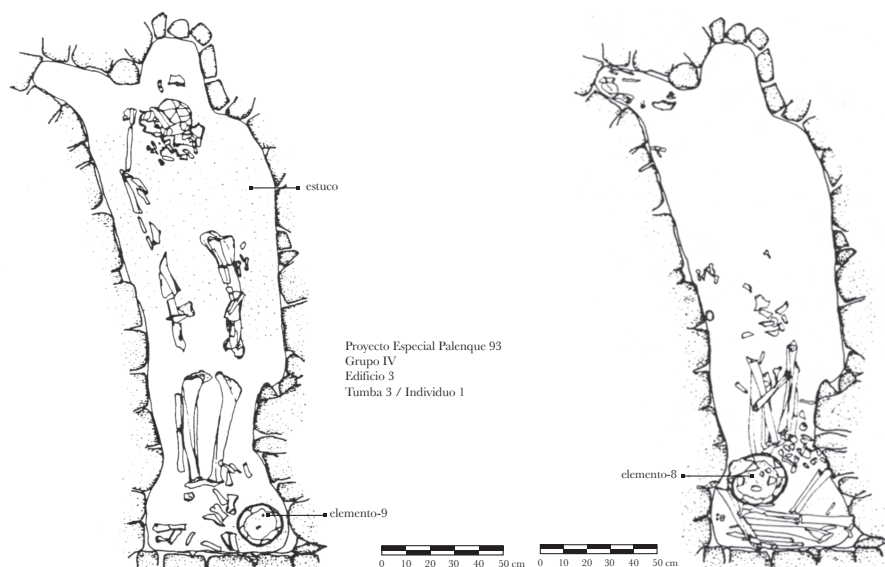 estuco
Proyecto Especial Palenque 93
Grupo IV
Edificio 3
Tumba 3 / Individuo 1
elemento-8
elemento-9
0 10 20 30 40 50 cm
0 10 20 30 40 50 cm